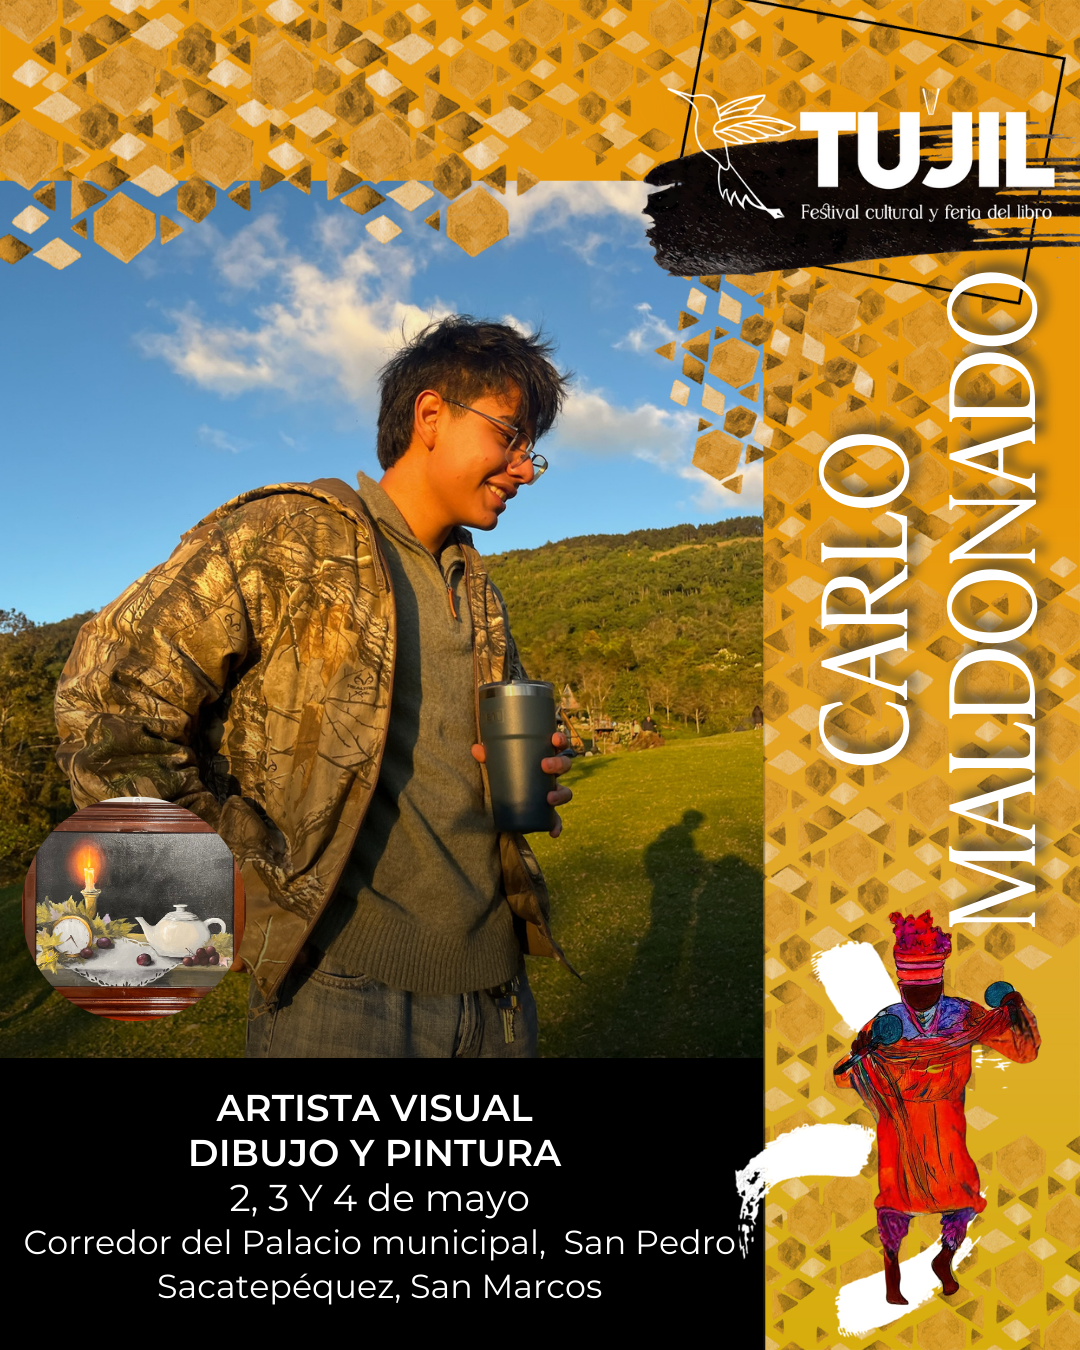 TUJIL
Festival cultural y feria del libro
CARLO
MALDONADO
ARTISTA VISUAL
DIBUJO Y PINTURA
2, 3 Y 4 de mayo
Corredor del Palacio municipal, San Pedro
Sacatepéquez, San Marcos